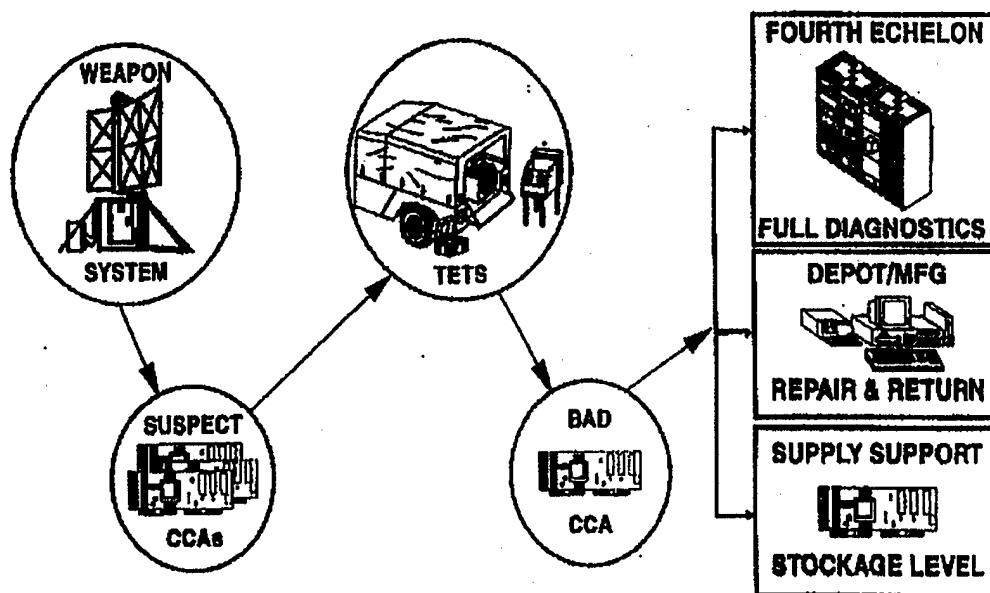 WEAPON
SYSTEM
SUSPECT
CCAs
TETS
BAD
CCA
FOURTH ECHELON
FULL DIAGNOSTICS
DEPOT/MFG
REPAIR & RETURN
SUPPLY SUPPORT
STOCKAGE LEVEL